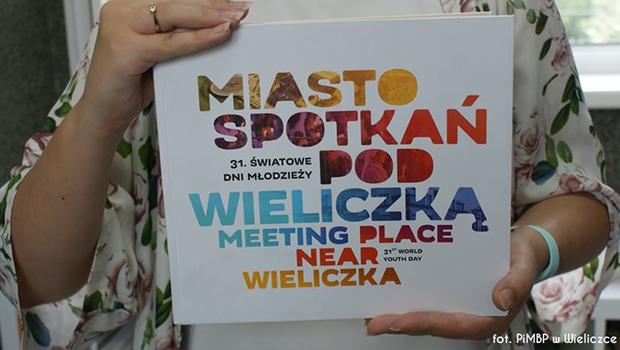 MIASTO
SPOTKAŃ
31. ŚWIATOWE
DNI MŁODZIEŻY
POD
WIELICZKĄ
MEETING PLACE
NEAR
31ST WORLD
YOUTH DAY
WIELICZKA
fot. PiMBP w Wieliczce